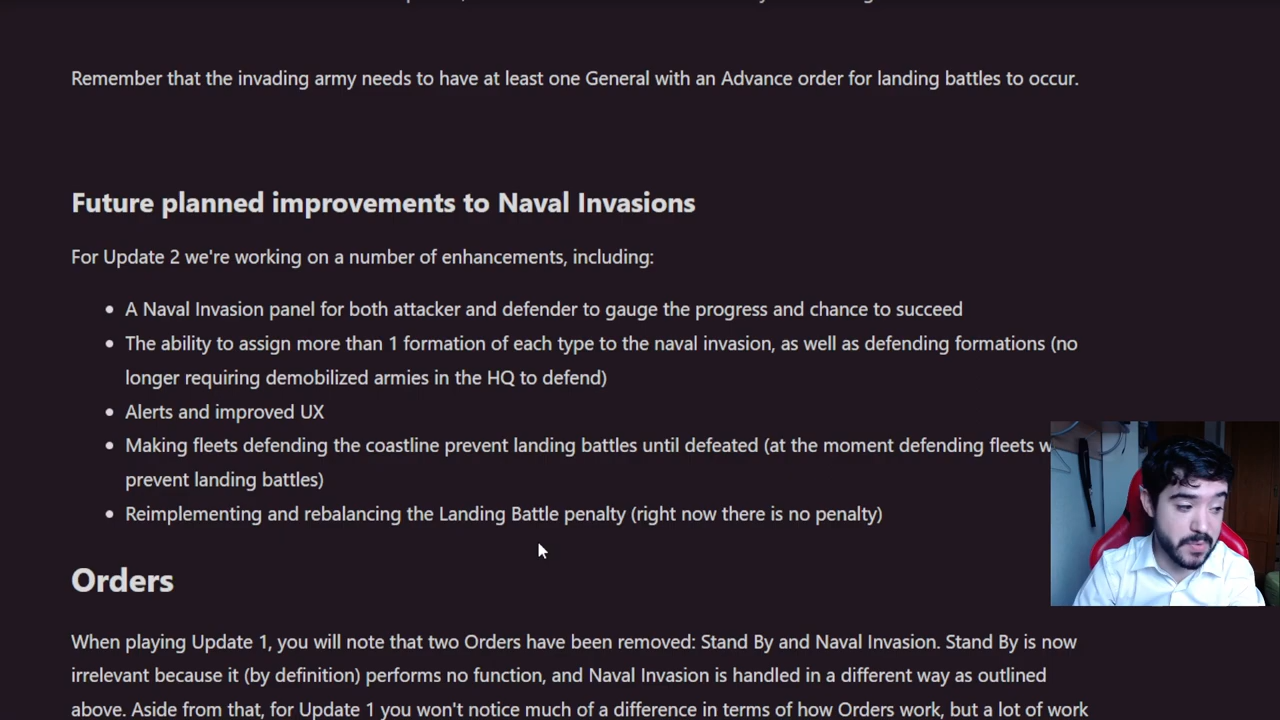 Remember that the invading army needs to have at least one General with an Advance order for landing battles to occur.
Future planned improvements to Naval Invasions
For Update 2 we're working on a number of enhancements, including:
• A Naval Invasion panel for both attacker and defender to gauge the progress and chance to succeed
• The ability to assign more than 1 formation of each type to the naval invasion, as well as defending formations (no
longer requiring demobilized armies in the HQ to defend)
• Alerts and improved UX
• Making fleets defending the coastline prevent landing battles until defeated (at the moment defending fleets
prevent landing battles)
• Reimplementing and rebalancing the Landing Battle penalty (right now there is no penalty)
Orders
When playing Update 1, you will note that two Orders have been removed: Stand By and Naval Invasion. Stand By is now
irrelevant because it (by definition) performs no function, and Naval Invasion is handled in a different way as outlined
above. Aside from that, for Update 1 you won't notice much of a difference in terms of how Orders work, but a lot of work